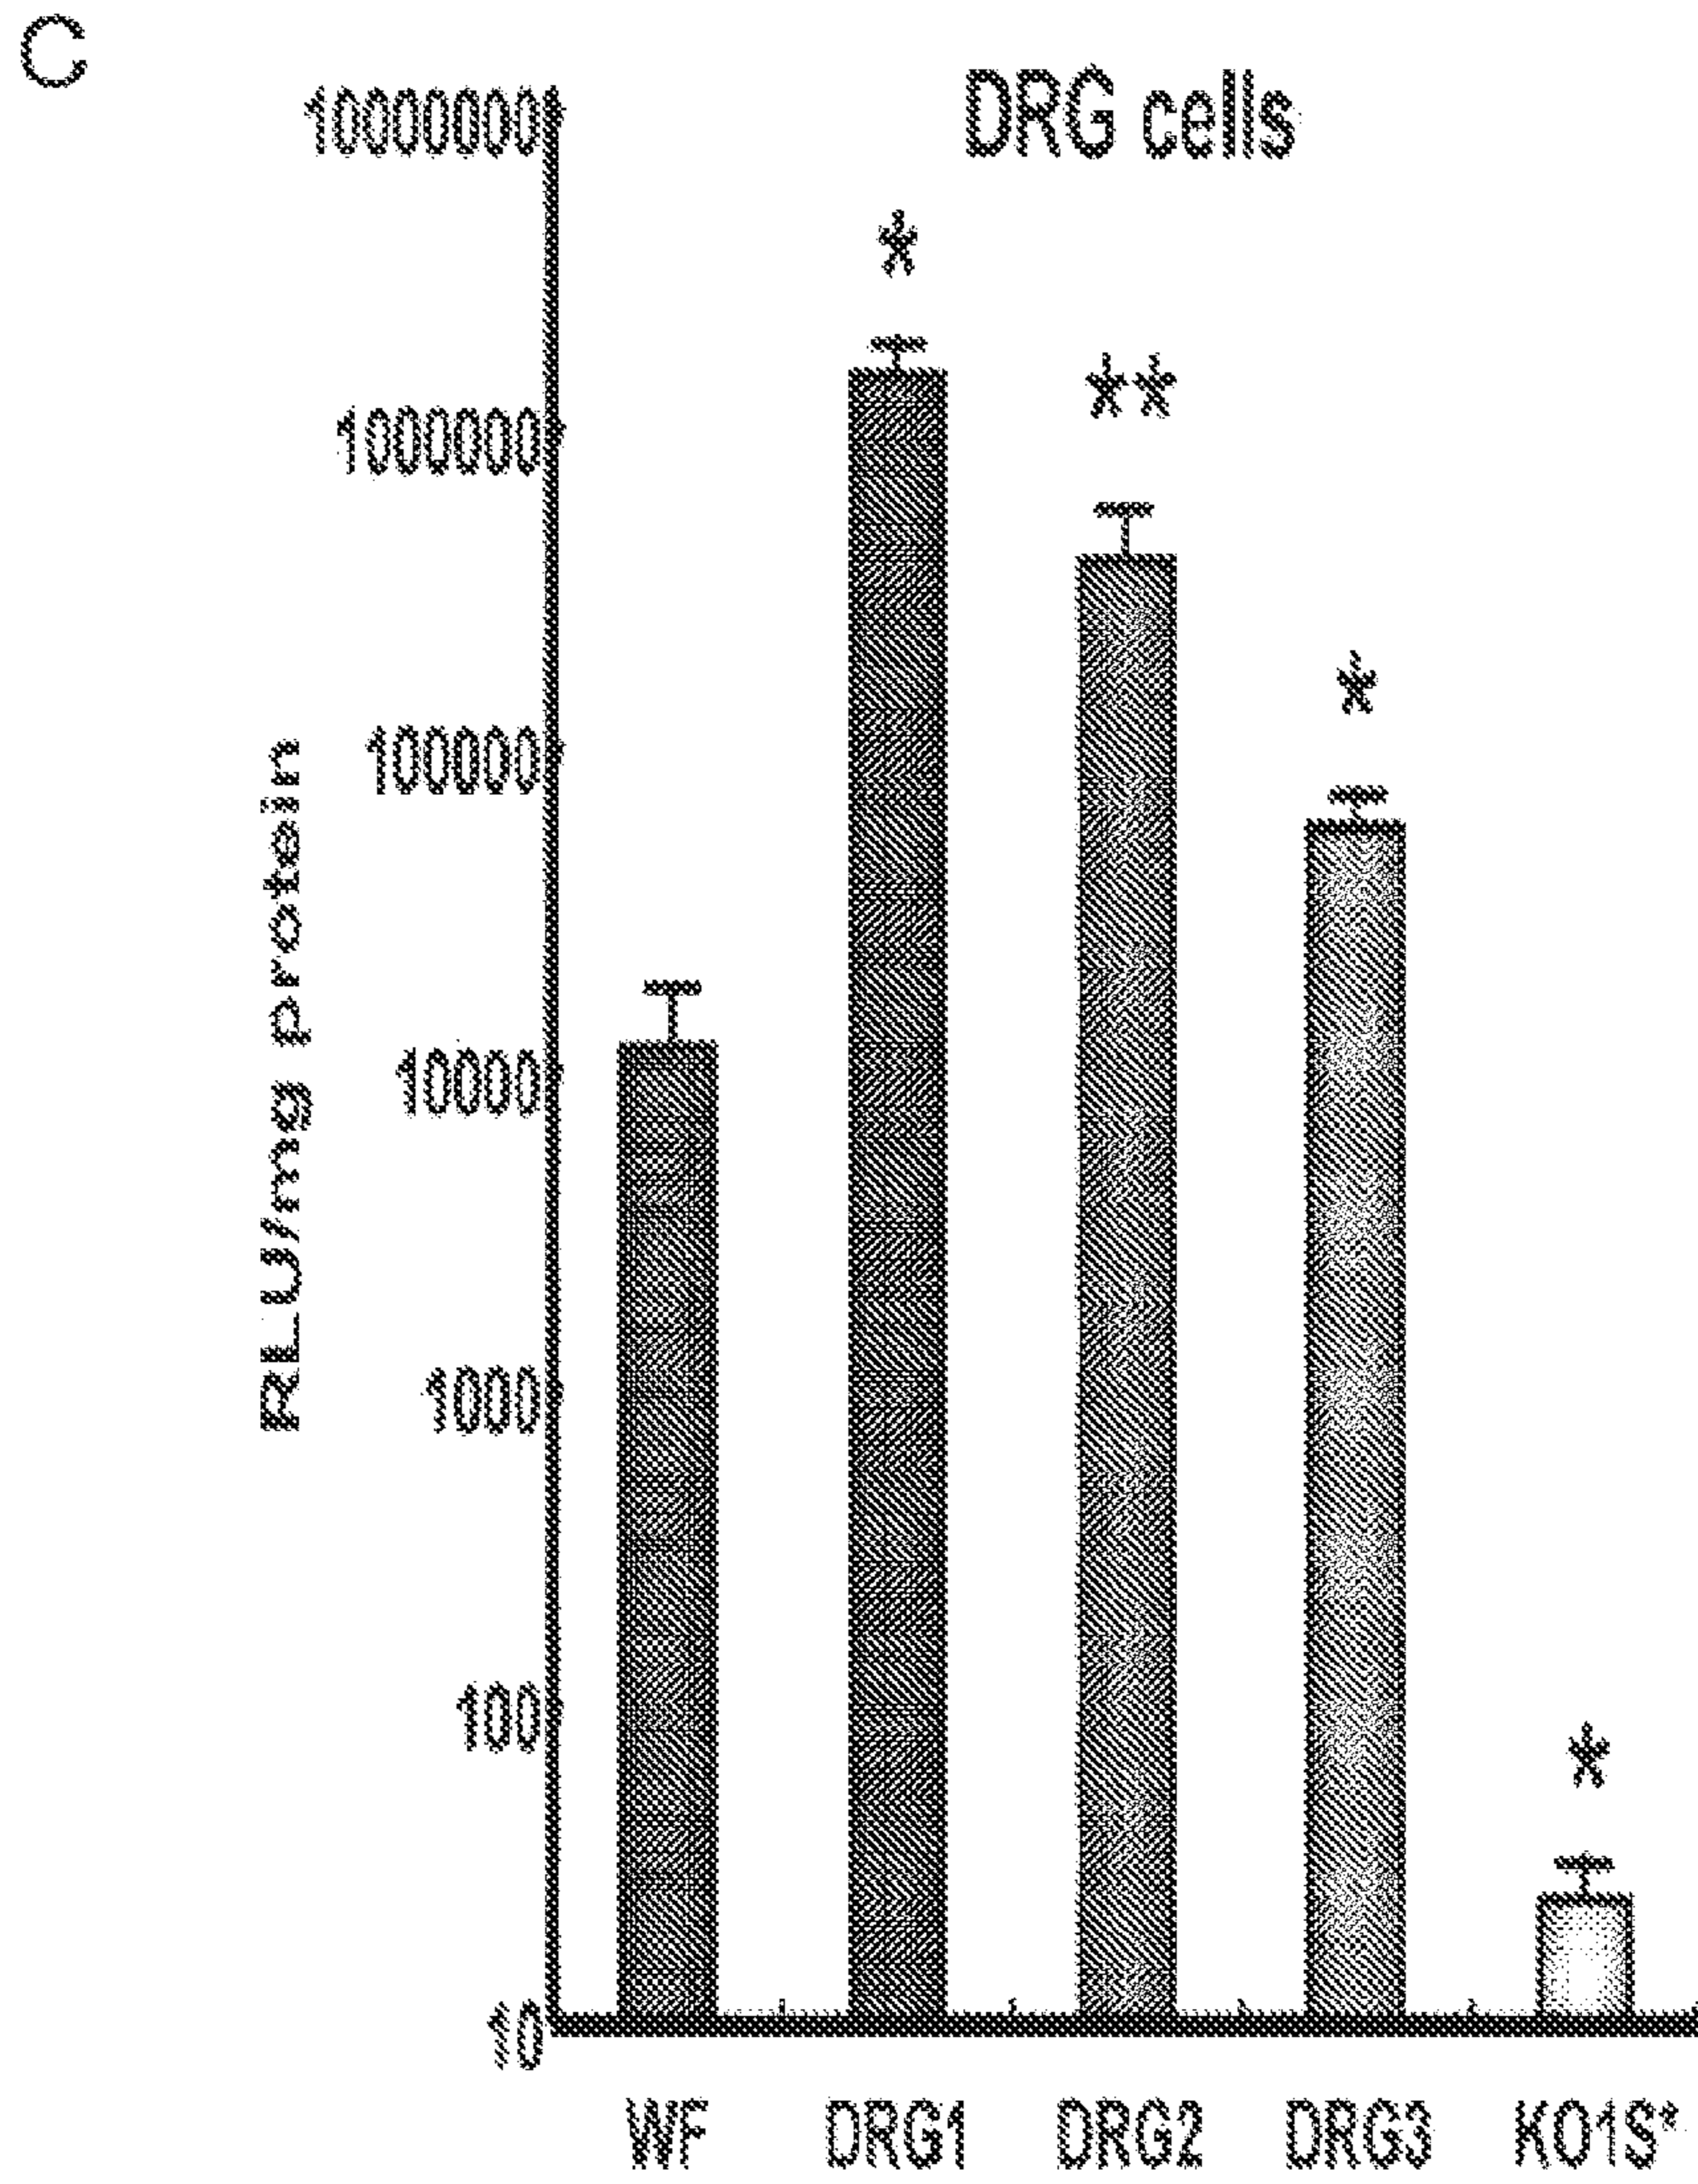 C
DRG cells
*
**
*
*
10000000
1000000
100000
10000
1000
100
10
RLU/mg protein
WF DRG1 DRG2 DRG3 KO1S*